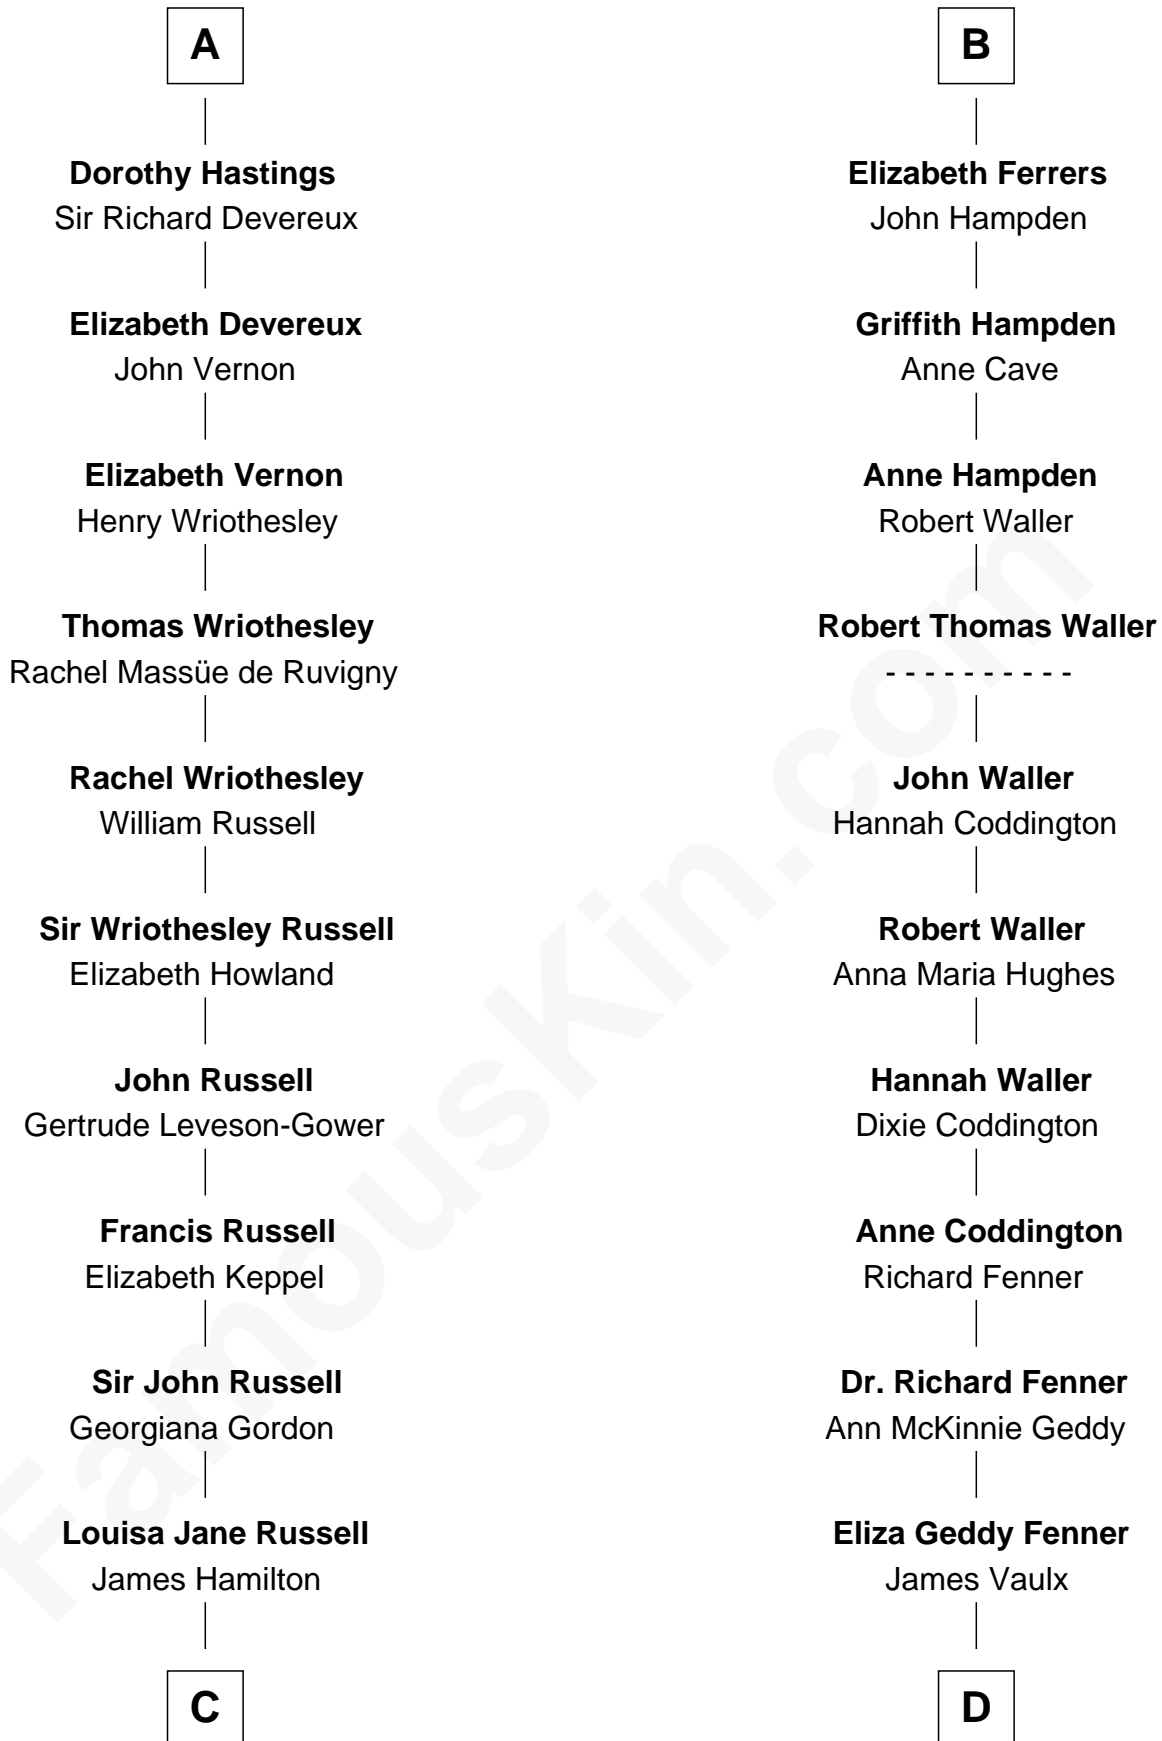 A
Dorothy Hastings
Sir Richard Devereux
Elizabeth Devereux
John Vernon
Elizabeth Vernon
Henry Wriothesley
Thomas Wriothesley
Rachel Massüe de Ruvigny
Rachel Wriothesley
William Russell
Sir Wriothesley Russell
Elizabeth Howland
John Russell
Gertrude Leveson-Gower
Francis Russell
Elizabeth Keppel
Sir John Russell
Georgiana Gordon
Louisa Jane Russell
James Hamilton
C
B
Elizabeth Ferrers
John Hampden
Griffith Hampden
Anne Cave
Anne Hampden
Robert Waller
Robert Thomas Waller
- - - - - - - - - -
John Waller
Hannah Coddington
Robert Waller
Anna Maria Hughes
Hannah Waller
Dixie Coddington
Anne Coddington
Richard Fenner
Dr. Richard Fenner
Ann McKinnie Geddy
Eliza Geddy Fenner
James Vaulx
D
FamousKin.com